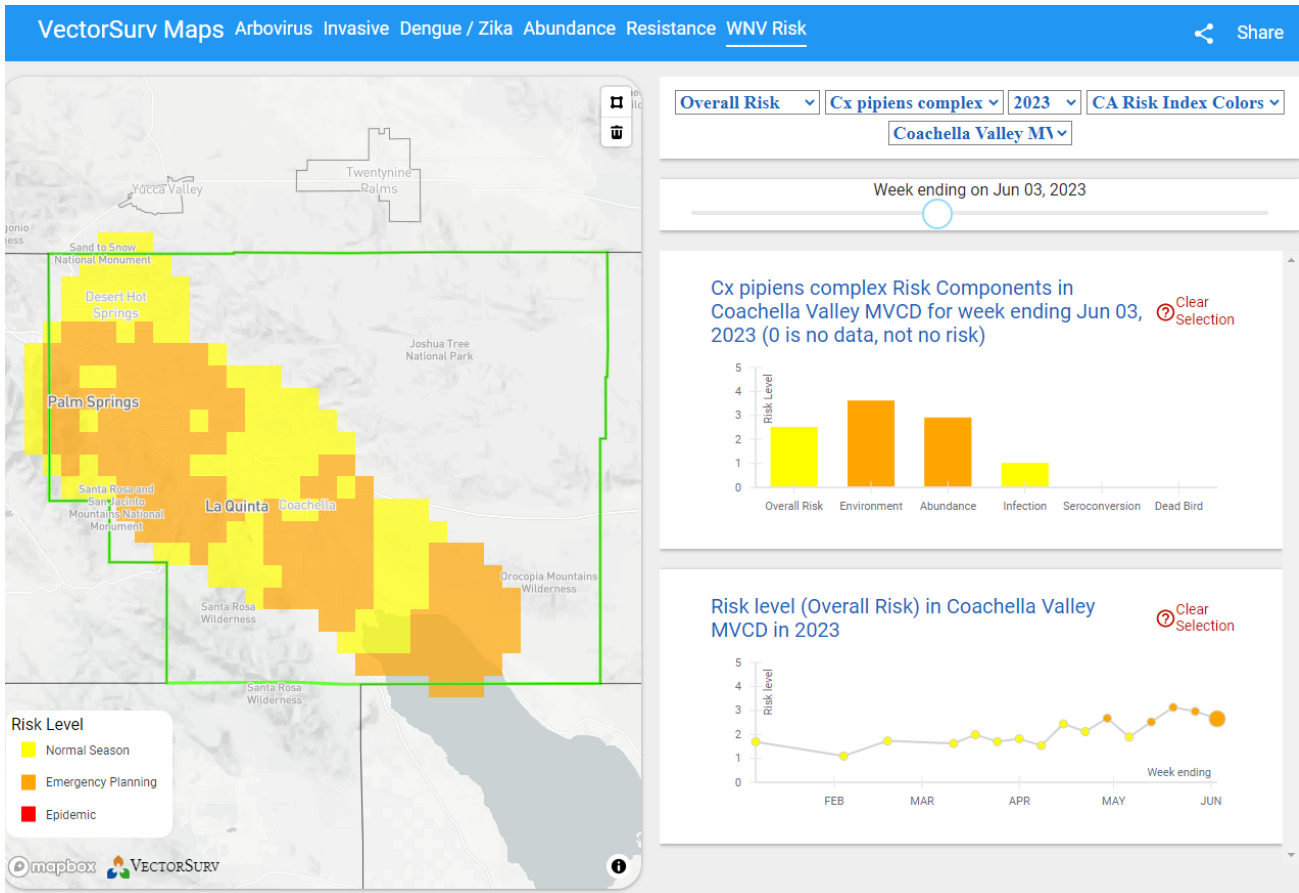 VectorSurv Maps Arbovirus Invasive Dengue / Zika Abundance Resistance WNV Risk
Share
Overall Risk
Cx pipiens complex
2023
CA Risk Index Colors
Coachella Valley MV
Week ending on Jun 03, 2023
Yucca Valley
Twentynine
Palms
Sand to Snow
National Monument
Desert Hot
Springs
Joshua Tree
National Park
Palm Springs
Santa Rosa and
San Jacinto
Mountains National
Monument
La Quinta
Coachella
Orocopia Mountains
Wilderness
Santa Rosa
Wilderness
Santa Rosa
Wilderness
Risk Level
Normal Season
Emergency Planning
Epidemic
mapbox
VECTORSURV
Cx pipiens complex Risk Components in
Coachella Valley MVCD for week ending Jun 03,
2023 (0 is no data, not no risk)
Clear
Selection
5
4
3
2
1
0
Risk Level
Overall Risk
Environment
Abundance
Infection
Seroconversion
Dead Bird
Risk level (Overall Risk) in Coachella Valley
MVCD in 2023
Clear
Selection
5
4
3
2
1
0
Risk level
Week ending
FEB
MAR
APR
MAY
JUN